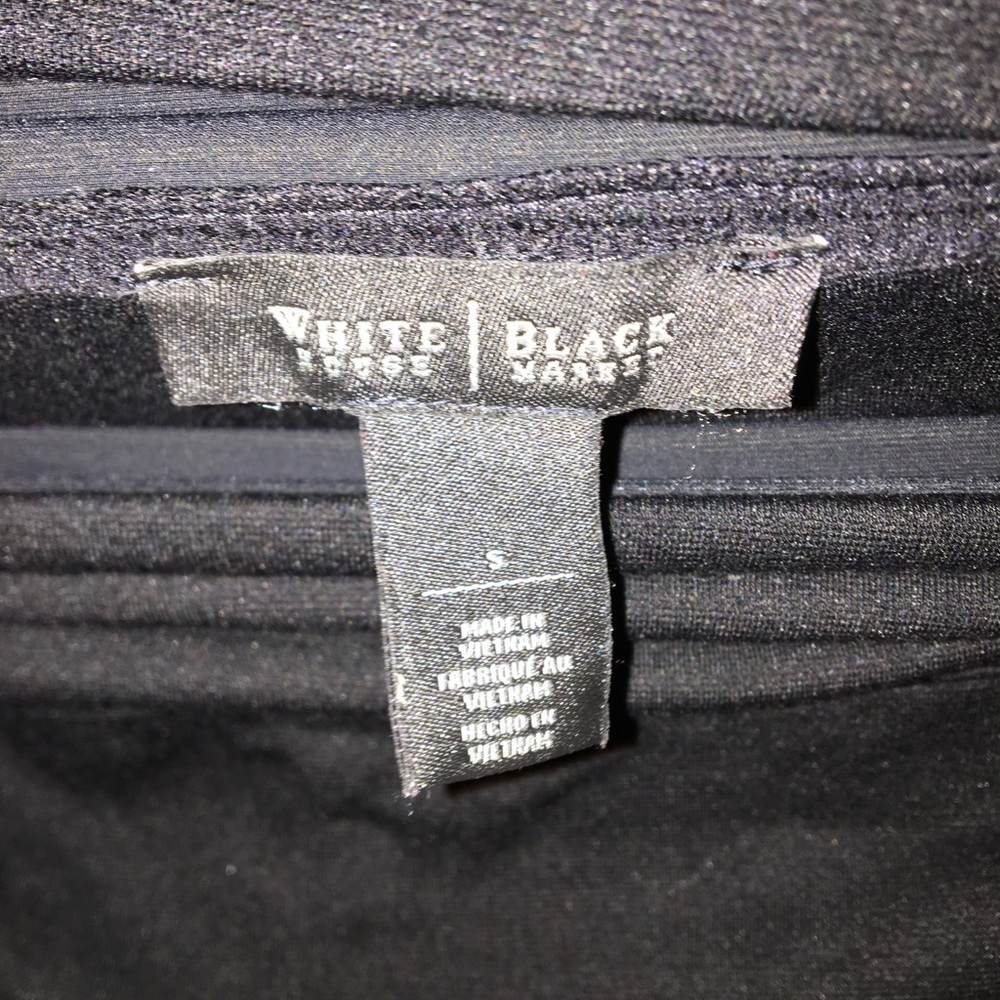 WHITE | BLACK
HOUSE | MARKET
S
MADE IN
VIETNAM
FABRIQUÉ AU
VIETNAM
HECHO EN
VIETNAM